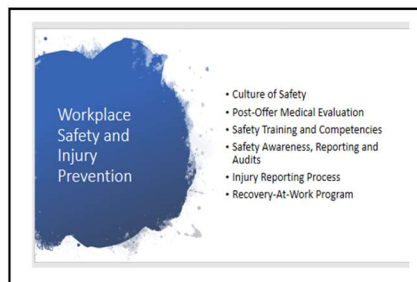 Workplace
Safety and
Injury
Prevention
• Culture of Safety
• Post-Offer Medical Evaluation
• Safety Training and Competencies
• Safety Awareness, Reporting and
Audits
• Injury Reporting Process
• Recovery-At-Work Program